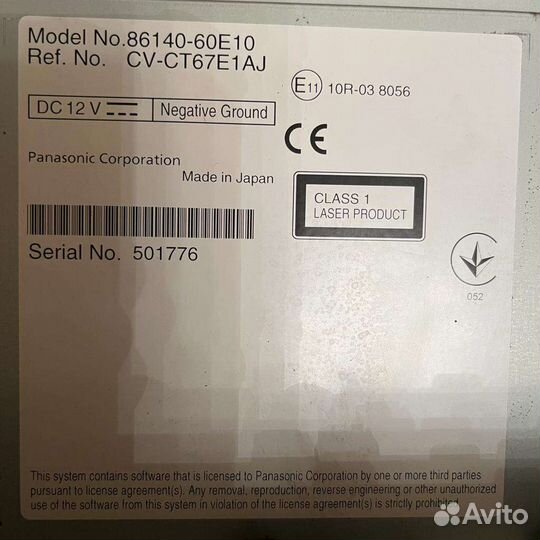 Model No.86140-60E10
Ref. No. CV-CT67E1AJ
E11 10R-03 8056
DC 12 V Negative Ground
CE
Panasonic Corporation
Made in Japan
CLASS 1
LASER PRODUCT
Serial No. 501776
052
This system contains software that is licensed to Panasonic Corporation by one or more third parties
pursuant to license agreement(s). Any removal, reproduction, reverse engineering or other unauthorized
use of the software from this system in violation of the license agreement(s) is strictly prohibited.
Avito